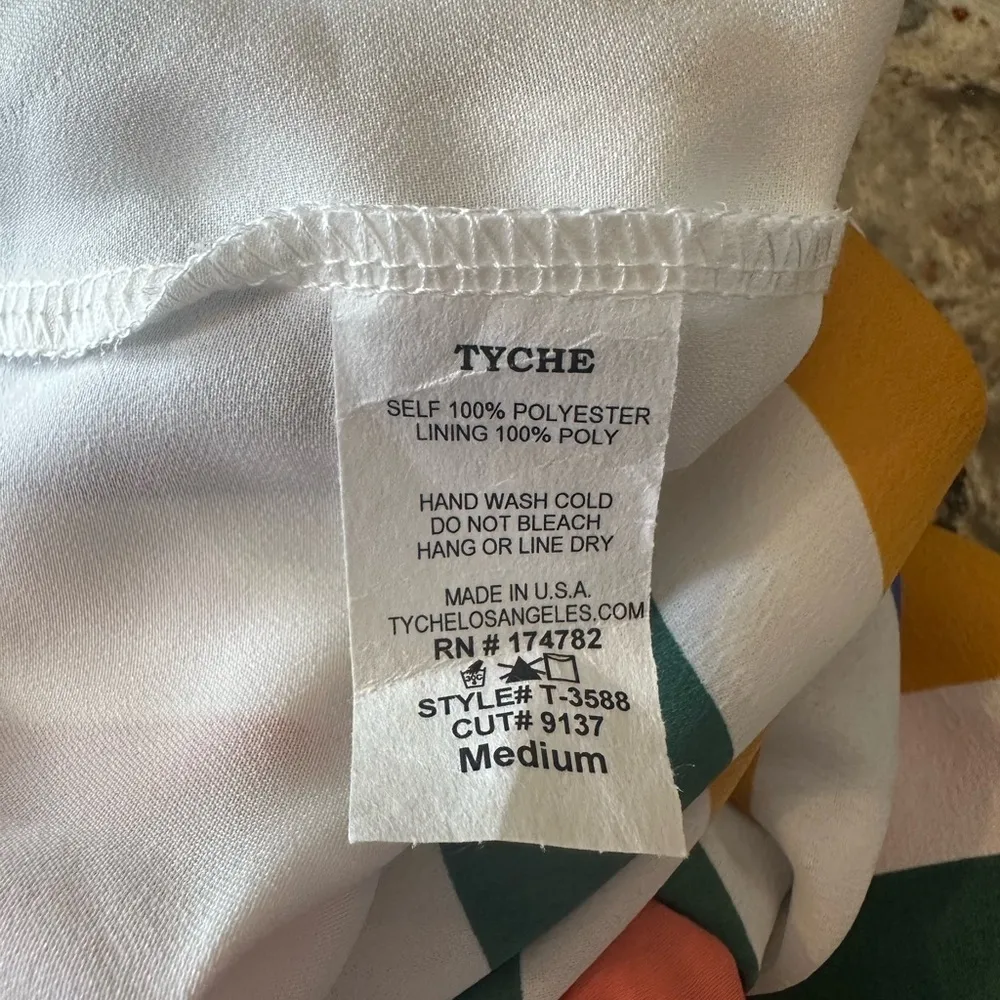 TYCHE
SELF 100% POLYESTER
LINING 100% POLY
HAND WASH COLD
DO NOT BLEACH
HANG OR LINE DRY
MADE IN U.S.A.
TYCHELOSANGELES.COM
RN # 174782
STYLE# T-3588
CUT# 9137
Medium